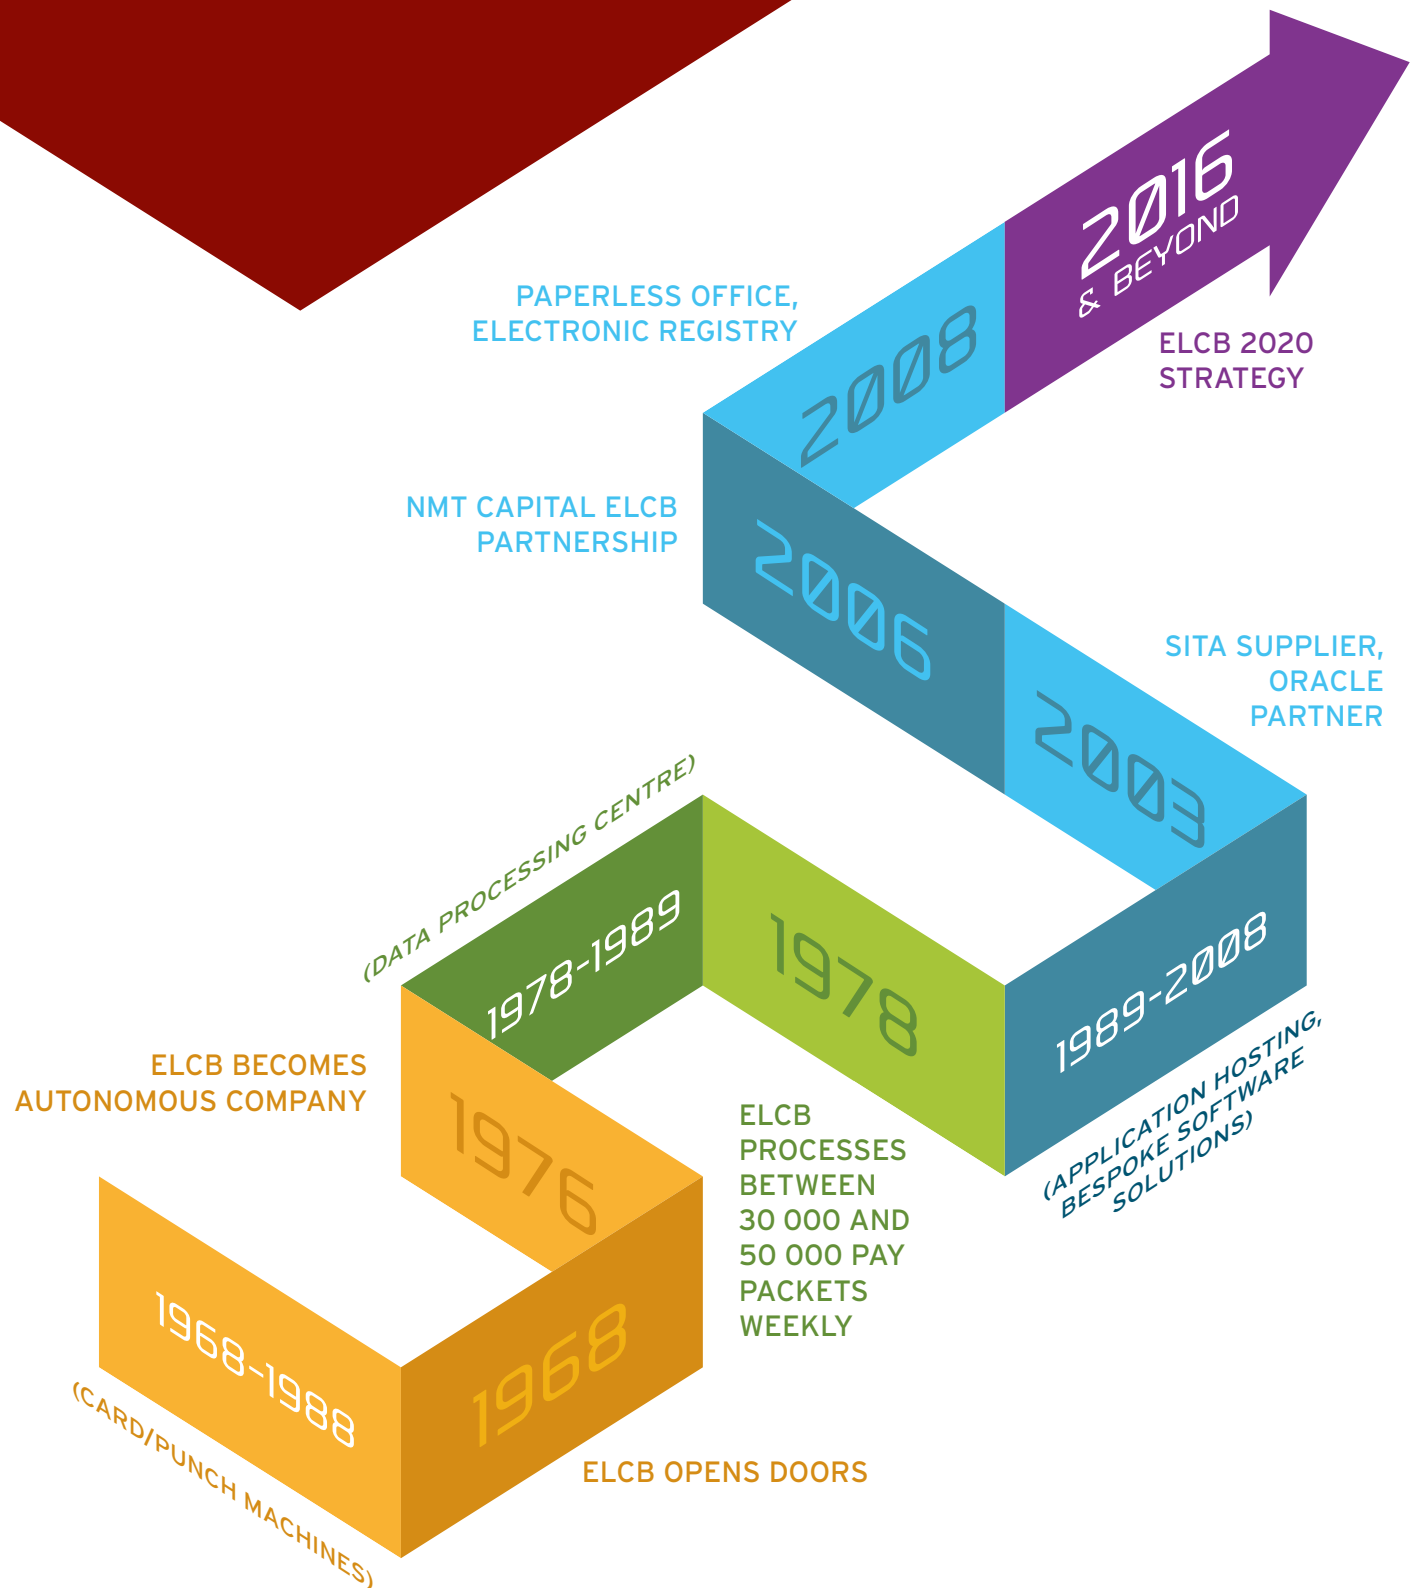 2016
& BEYOND
PAPERLESS OFFICE,
ELECTRONIC REGISTRY
2008
ELCB 2020
STRATEGY
NMT CAPITAL ELCB
PARTNERSHIP
2006
SITA SUPPLIER,
ORACLE
PARTNER
2003
(DATA PROCESSING CENTRE)
1978-1989
1978
1989-2008
(APPLICATION HOSTING,
BESPOKE SOFTWARE
SOLUTIONS)
ELCB BECOMES
AUTONOMOUS COMPANY
1976
ELCB
PROCESSES
BETWEEN
30 000 AND
50 000 PAY
PACKETS
WEEKLY
1968-1988
(CARD/PUNCH MACHINES)
1968
ELCB OPENS DOORS